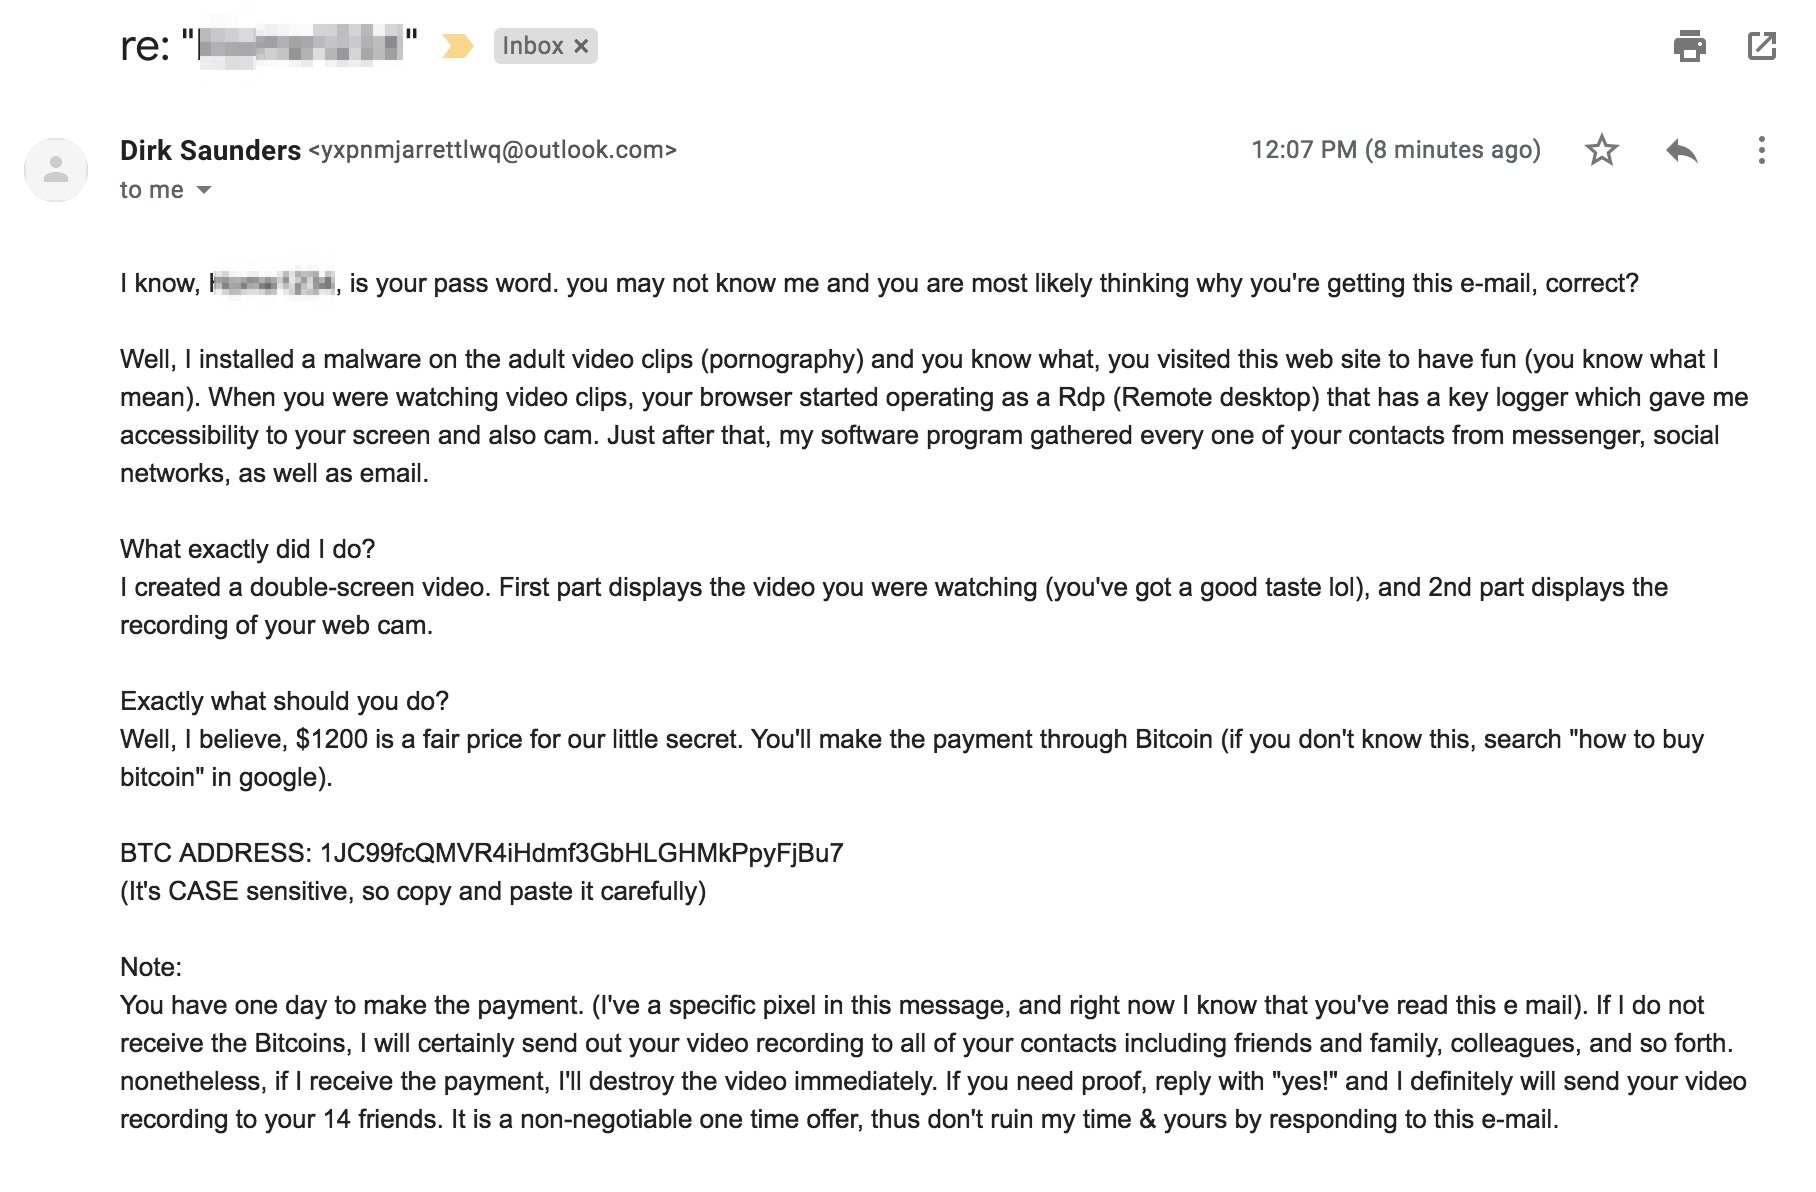 re: " "
Inbox
Dirk Saunders <yxpnmjarrettlwq@outlook.com>
12:07 PM (8 minutes ago)
to me
I know, , is your pass word. you may not know me and you are most likely thinking why you're getting this e-mail, correct?
Well, I installed a malware on the adult video clips (pornography) and you know what, you visited this web site to have fun (you know what I
mean). When you were watching video clips, your browser started operating as a Rdp (Remote desktop) that has a key logger which gave me
accessibility to your screen and also cam. Just after that, my software program gathered every one of your contacts from messenger, social
networks, as well as email.
What exactly did I do?
I created a double-screen video. First part displays the video you were watching (you've got a good taste lol), and 2nd part displays the
recording of your web cam.
Exactly what should you do?
Well, I believe, $1200 is a fair price for our little secret. You'll make the payment through Bitcoin (if you don't know this, search "how to buy
bitcoin" in google).
BTC ADDRESS: 1JC99fcQMVR4iHdmf3GbHLGHMkPpyFjBu7
(It's CASE sensitive, so copy and paste it carefully)
Note:
You have one day to make the payment. (I've a specific pixel in this message, and right now I know that you've read this e mail). If I do not
receive the Bitcoins, I will certainly send out your video recording to all of your contacts including friends and family, colleagues, and so forth.
nonetheless, if I receive the payment, I'll destroy the video immediately. If you need proof, reply with "yes!" and I definitely will send your video
recording to your 14 friends. It is a non-negotiable one time offer, thus don't ruin my time & yours by responding to this e-mail.